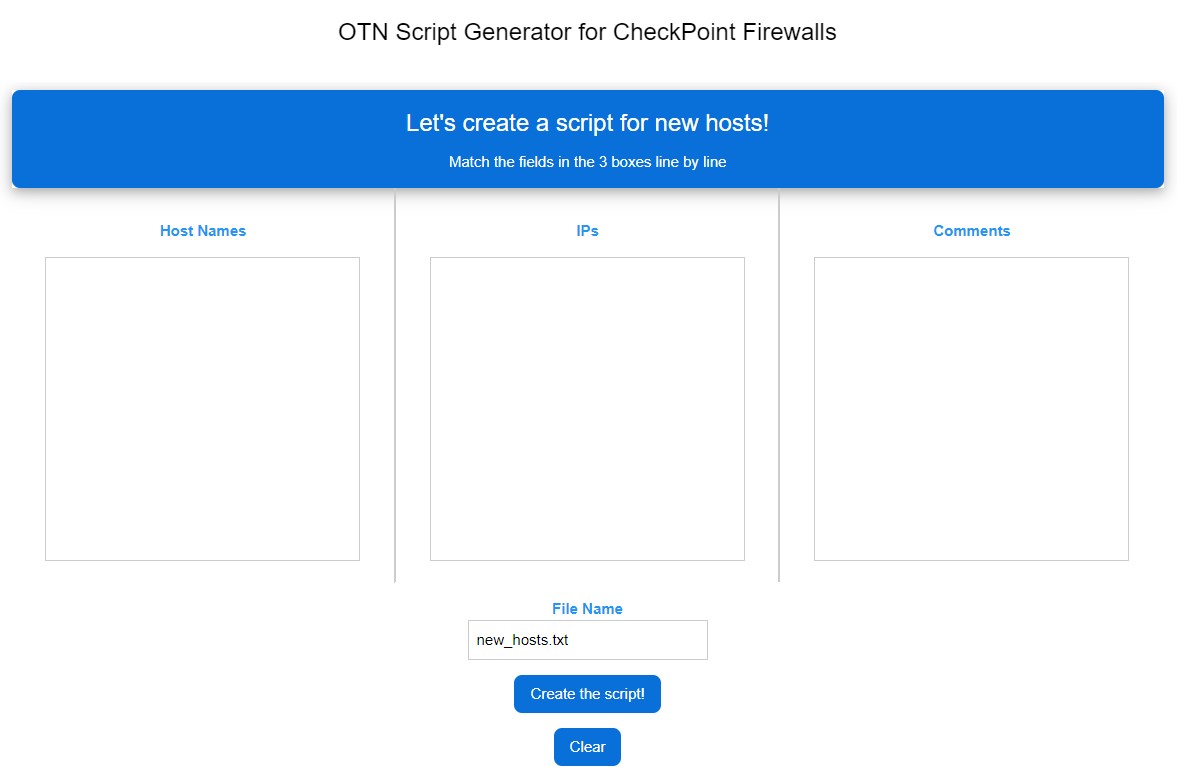 OTN Script Generator for CheckPoint Firewalls
Let's create a script for new hosts!
Match the fields in the 3 boxes line by line
Host Names
IPs
Comments
File Name
new_hosts.txt
Create the script!
Clear